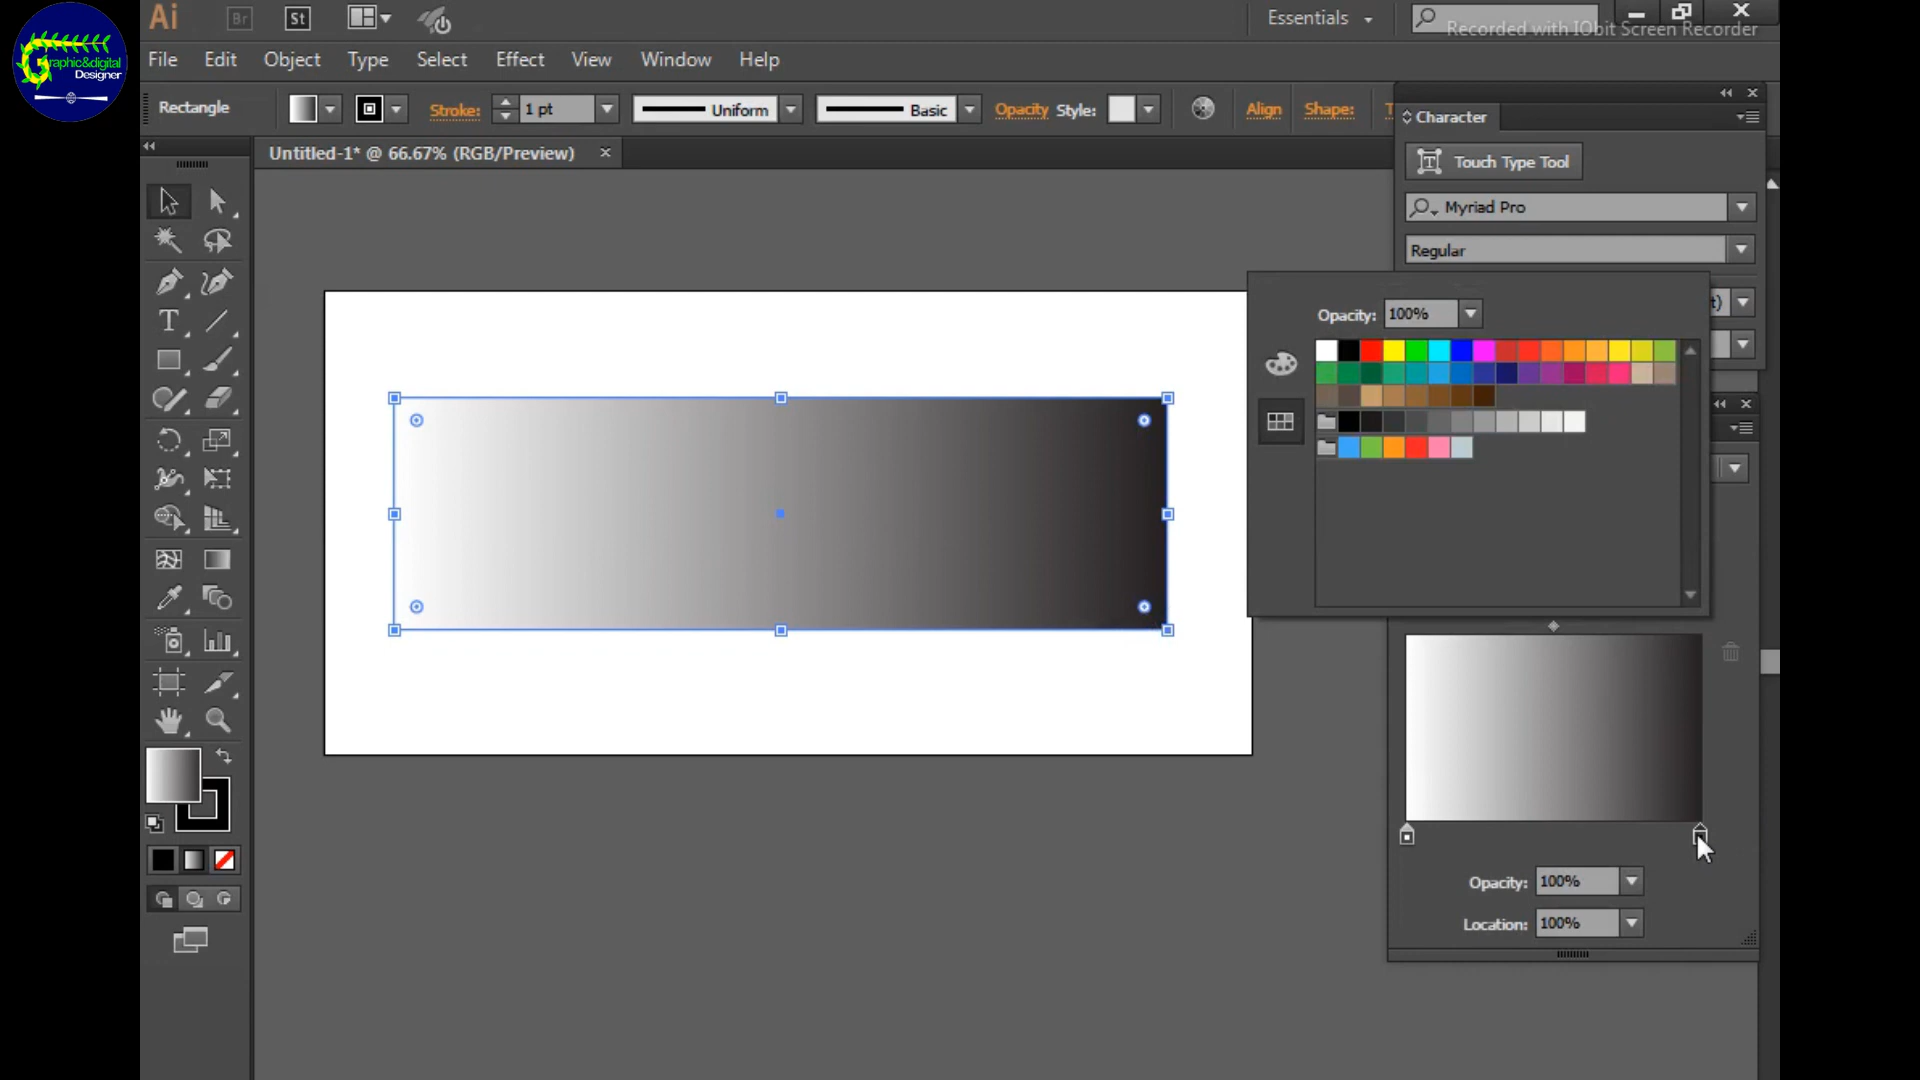 Graphic&digital
Designer
Ai
Br
St
Essentials
Recorded with IObit Screen Recorder
File Edit Object Type Select Effect View Window Help
Rectangle
Stroke: 1 pt
Uniform
Basic
Opacity Style:
Align
Shape:
T
Character
Untitled-1* @ 66.67% (RGB/Preview)
Touch Type Tool
Myriad Pro
Regular
t)
Opacity: 100%
Opacity: 100%
Location: 100%